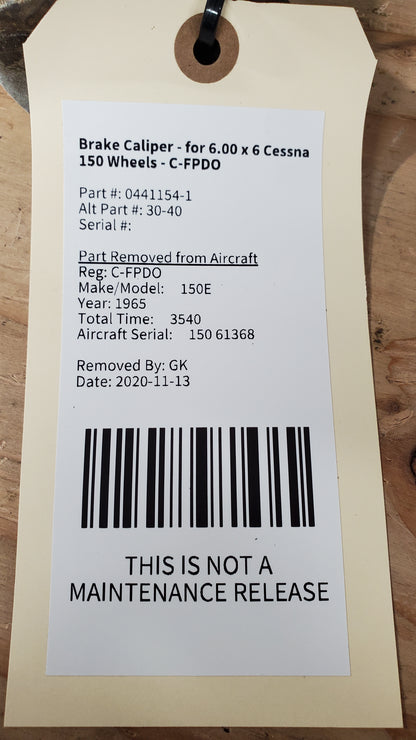 Brake Caliper - for 6.00 x 6 Cessna
150 Wheels - C-FPDO
Part #: 0441154-1
Alt Part #: 30-40
Serial #:
Part Removed from Aircraft
Reg: C-FPDO
Make/Model: 150E
Year: 1965
Total Time: 3540
Aircraft Serial: 150 61368
Removed By: GK
Date: 2020-11-13
THIS IS NOT A
MAINTENANCE RELEASE